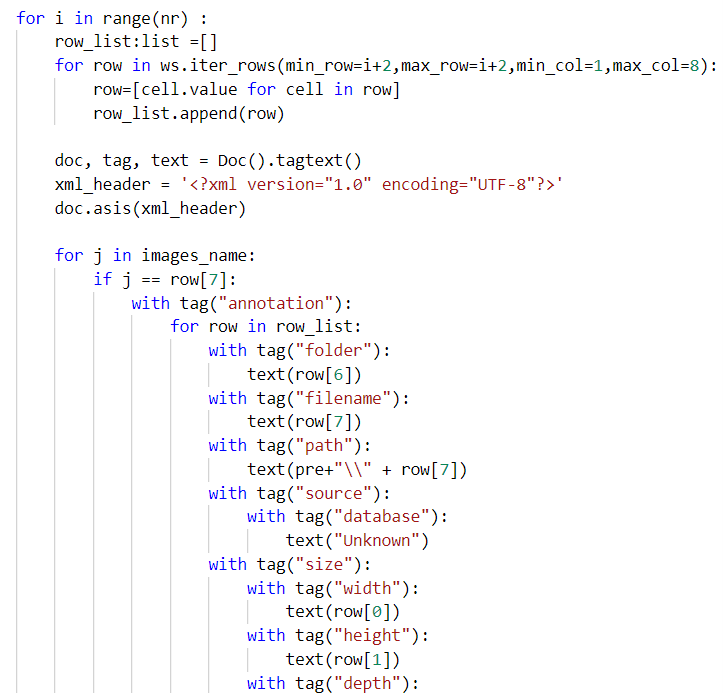 for i in range(nr) :
    row_list:list =[]
    for row in ws.iter_rows(min_row=i+2,max_row=i+2,min_col=1,max_col=8):
        row=[cell.value for cell in row]
        row_list.append(row)

    doc, tag, text = Doc().tagtext()
    xml_header = '<?xml version="1.0" encoding="UTF-8"?>'
    doc.asis(xml_header)

    for j in images_name:
        if j == row[7]:
            with tag("annotation"):
                for row in row_list:
                    with tag("folder"):
                        text(row[6])
                    with tag("filename"):
                        text(row[7])
                    with tag("path"):
                        text(pre+"\\" + row[7])
                    with tag("source"):
                        with tag("database"):
                            text("Unknown")
                    with tag("size"):
                        with tag("width"):
                            text(row[0])
                        with tag("height"):
                            text(row[1])
                        with tag("depth"):